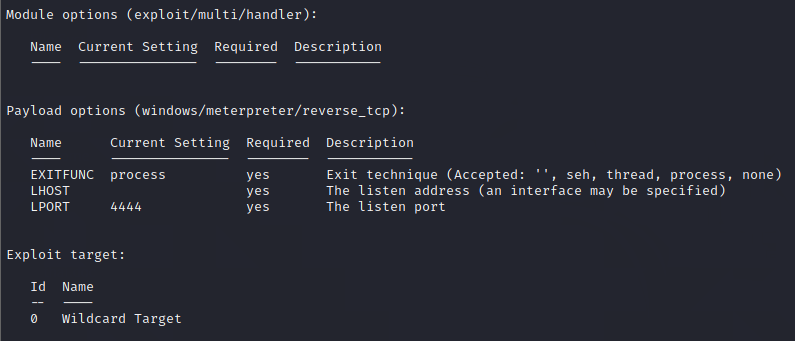 Module options (exploit/multi/handler):
Name  Current Setting  Required  Description
----  ---------------  --------  -----------
Payload options (windows/meterpreter/reverse_tcp):
Name      Current Setting  Required  Description
----      ---------------  --------  -----------
EXITFUNC  process          yes       Exit technique (Accepted: '', seh, thread, process, none)
LHOST                      yes       The listen address (an interface may be specified)
LPORT     4444             yes       The listen port
Exploit target:
Id  Name
--  ----
0   Wildcard Target